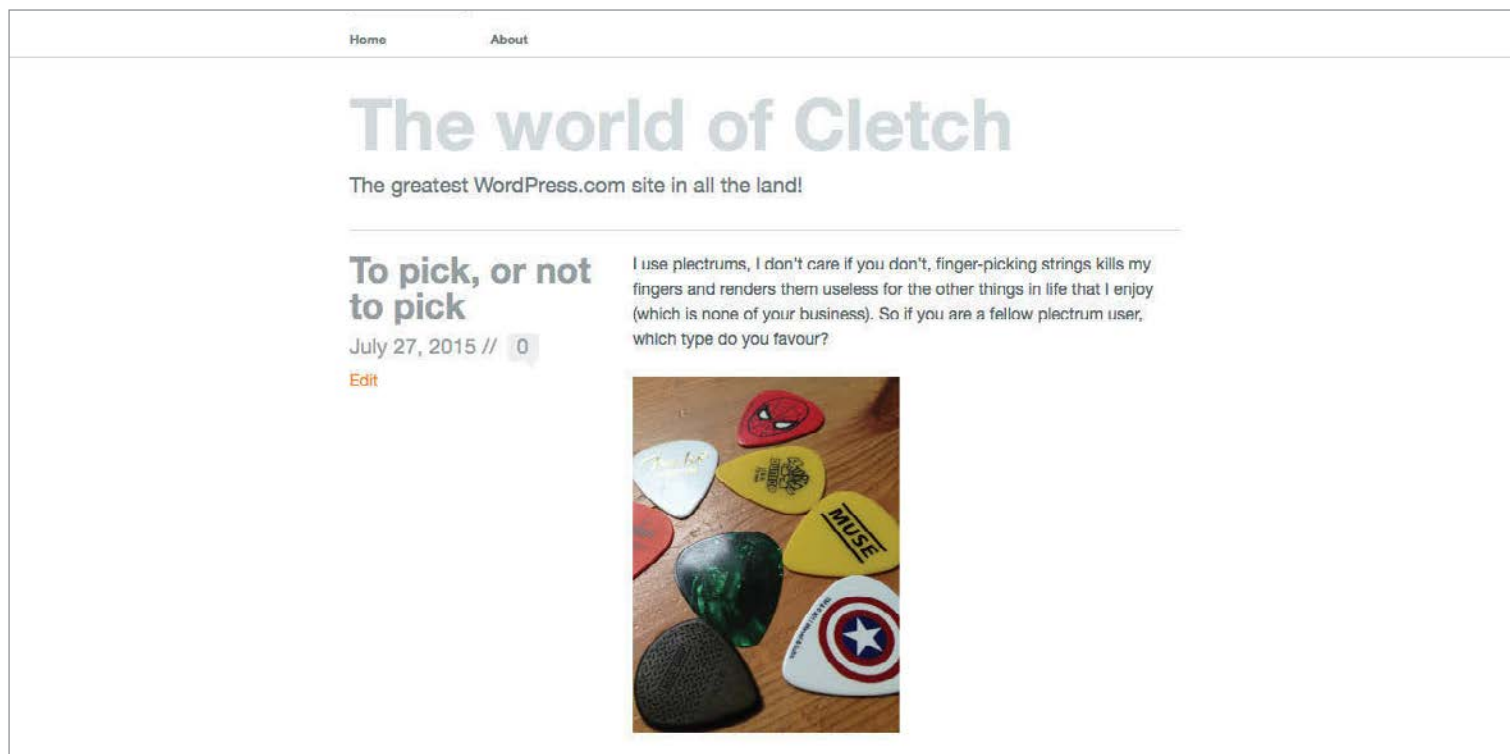 Home
About
The world of Cletch
The greatest WordPress.com site in all the land!
To pick, or not
to pick
July 27, 2015 // 0
Edit
I use plectrums, I don't care if you don't, finger-picking strings kills my
fingers and renders them useless for the other things in life that I enjoy
(which is none of your business). So if you are a fellow plectrum user,
which type do you favour?
MUSE